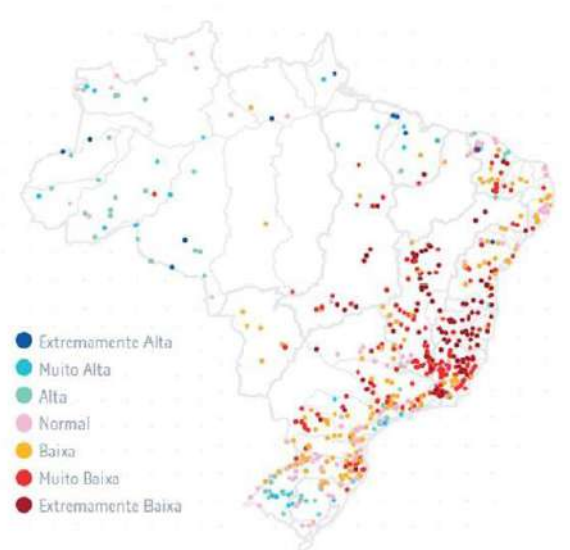 Extremamente Alta
Muito Alta
Alta
Normal
Baixa
Muito Baixa
Extremamente Baixa